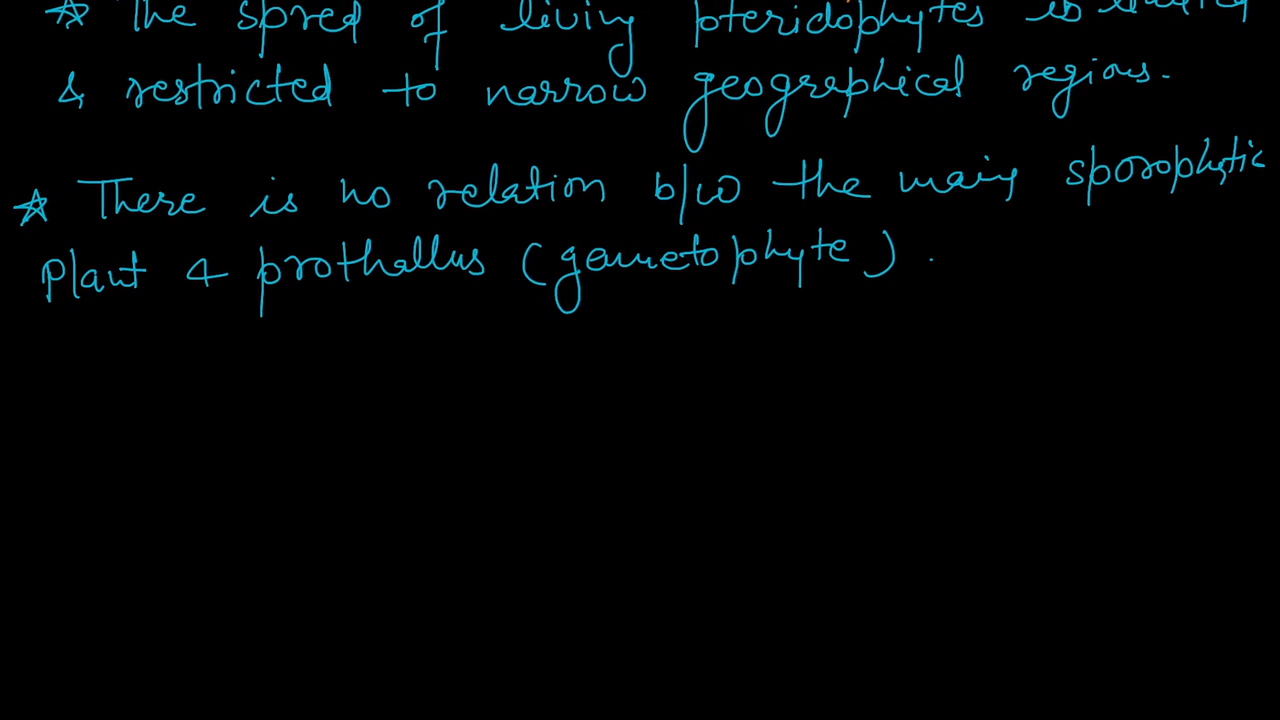 ☆ The spred of living pteridophytes is limited
& restricted to narrow geographical regions.
☆ There is no relation b/w the main sporophytic
Plant & prothallus (gametophyte).